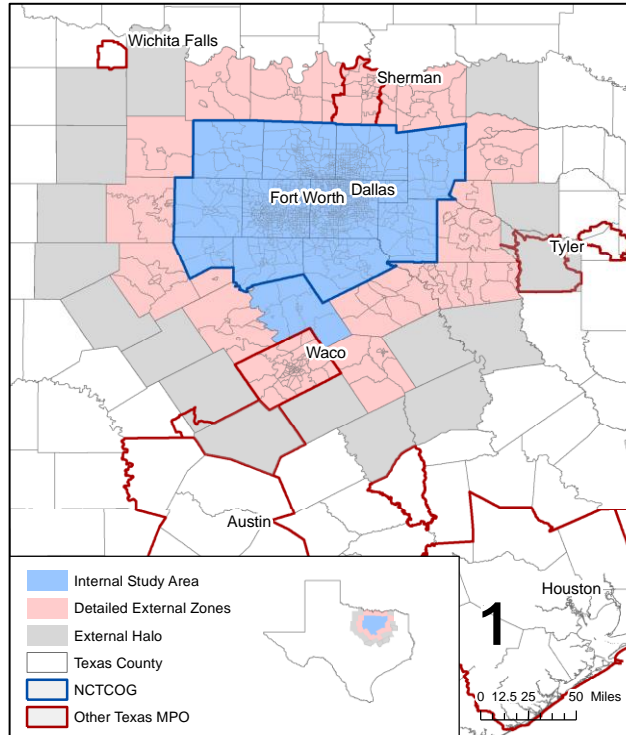 Wichita Falls
Sherman
Dallas
Fort Worth
Tyler
Waco
Austin
Houston
1
Internal Study Area
Detailed External Zones
External Halo
Texas County
NCTCOG
Other Texas MPO
0 12.5 25 50 Miles